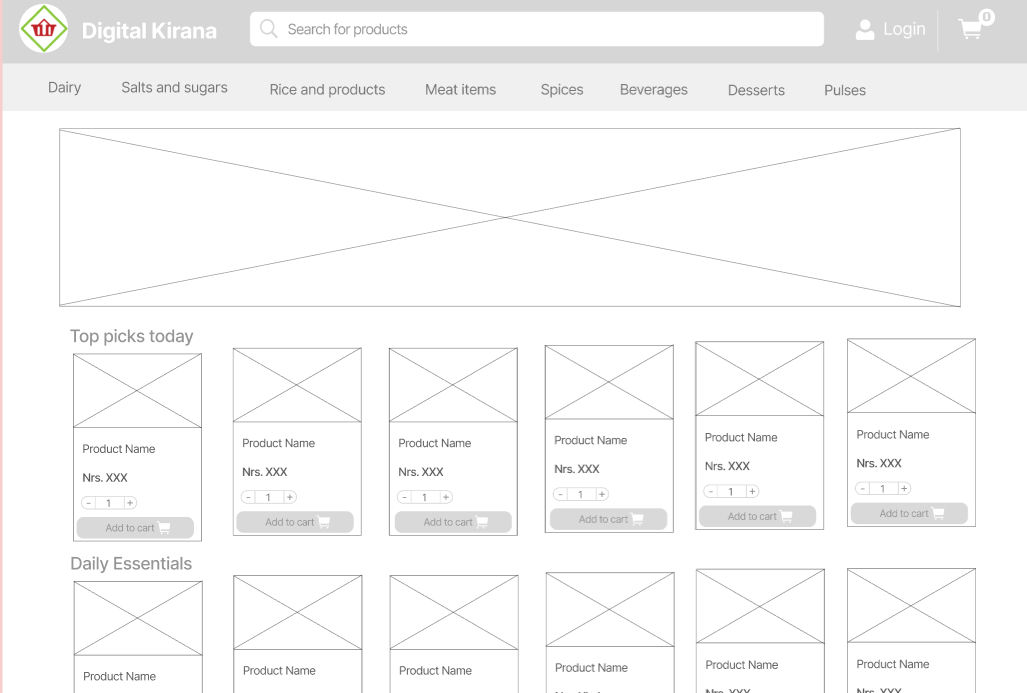 Digital Kirana
Search for products
Login
0
Dairy Salts and sugars Rice and products Meat items Spices Beverages Desserts Pulses
Top picks today
Product Name Product Name Product Name Product Name Product Name Product Name
Nrs. XXX Nrs. XXX Nrs. XXX Nrs. XXX Nrs. XXX Nrs. XXX
- 1 + - 1 + - 1 + - 1 + - 1 + - 1 +
Add to cart Add to cart Add to cart Add to cart Add to cart Add to cart
Daily Essentials
Product Name Product Name Product Name Product Name Product Name Product Name